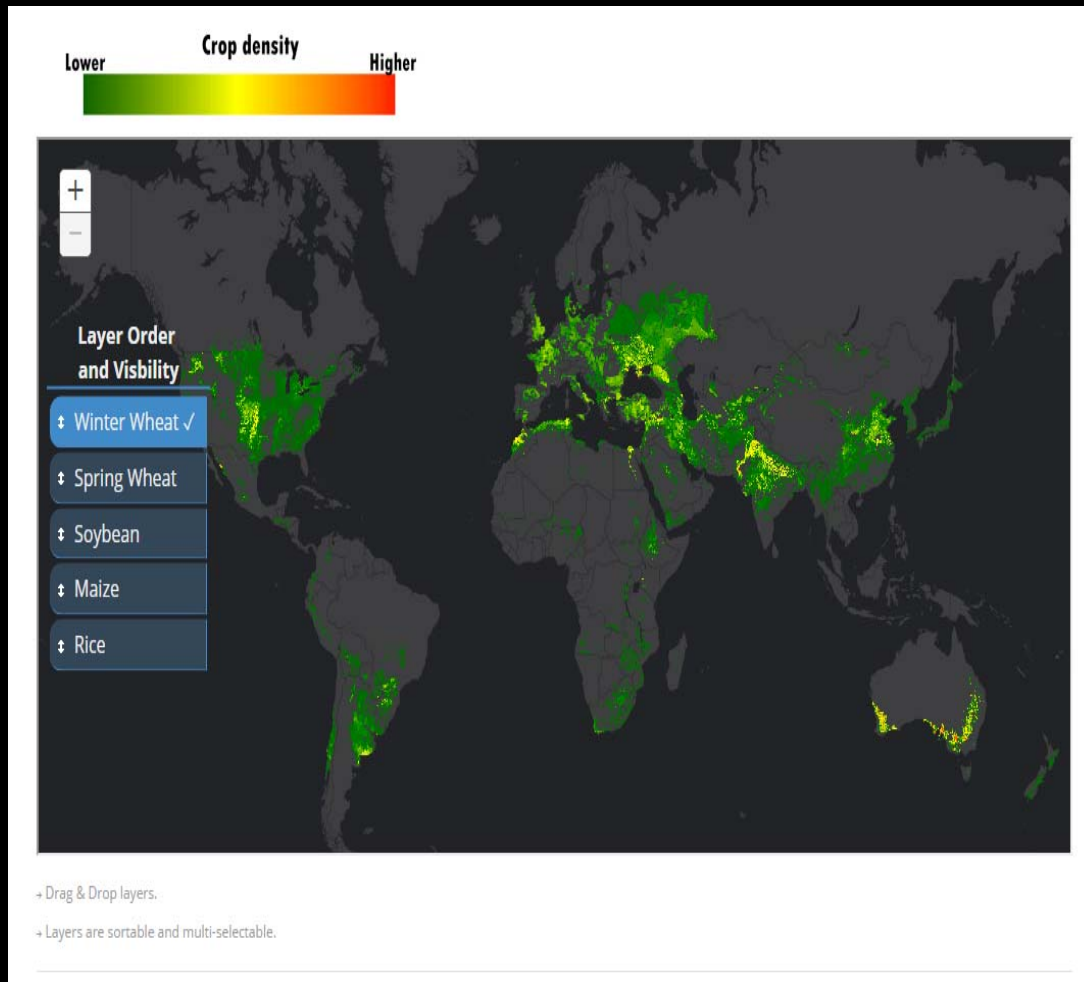 Crop density
Lower Higher
+
−
Layer Order
and Visbility
↕ Winter Wheat ✓
↕ Spring Wheat
↕ Soybean
↕ Maize
↕ Rice
→ Drag & Drop layers.
→ Layers are sortable and multi-selectable.